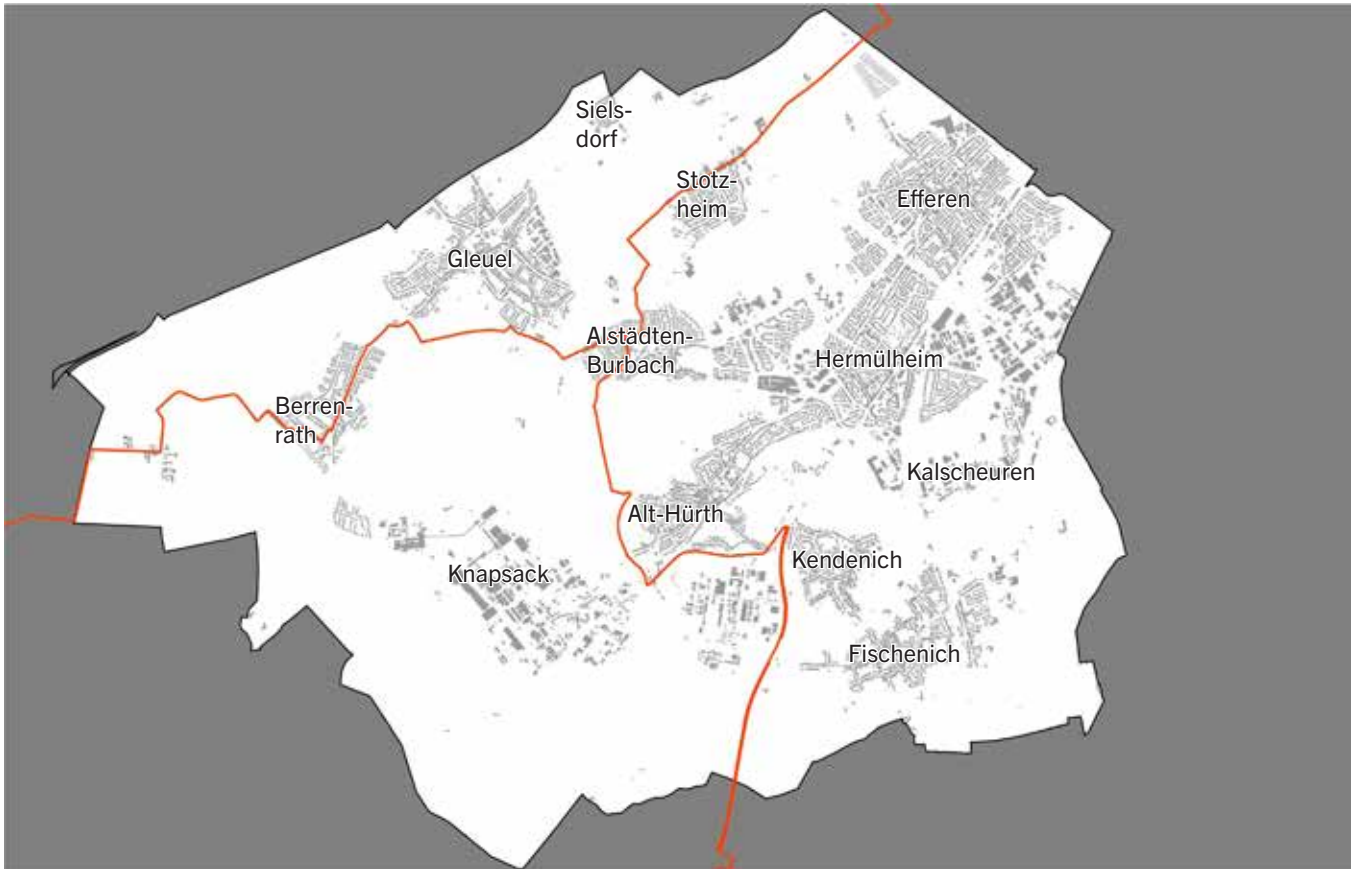 Siels-
dorf
Stotz-
heim
Efferen
Gleuel
Alstädten-
Burbach
Hermülheim
Berren-
rath
Kalscheuren
Alt-Hürth
Kendenich
Knapsack
Fischenich